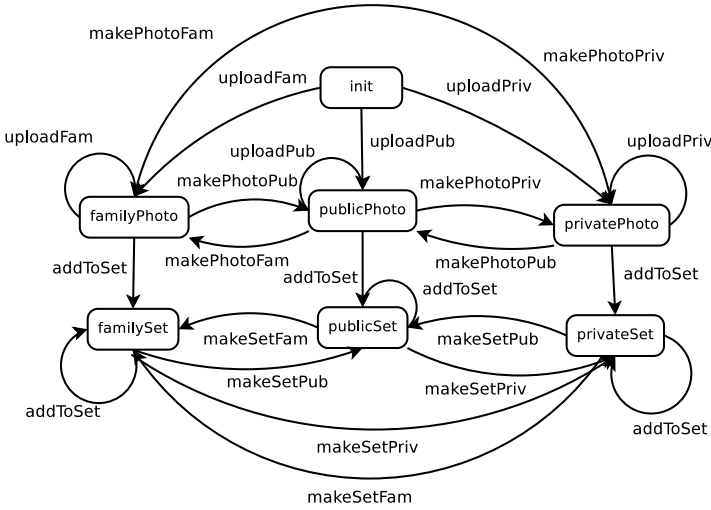 makePhotoFam
makePhotoPriv
uploadFam
init
uploadPriv
uploadFam
uploadPub
uploadPub
uploadPriv
makePhotoPub
makePhotoPriv
familyPhoto
publicPhoto
privatePhoto
makePhotoFam
makePhotoPub
addToSet
addToSet
addToSet
addToSet
familySet
publicSet
privateSet
makeSetFam
makeSetPub
makeSetPub
makeSetPriv
addToSet
addToSet
makeSetPriv
makeSetFam